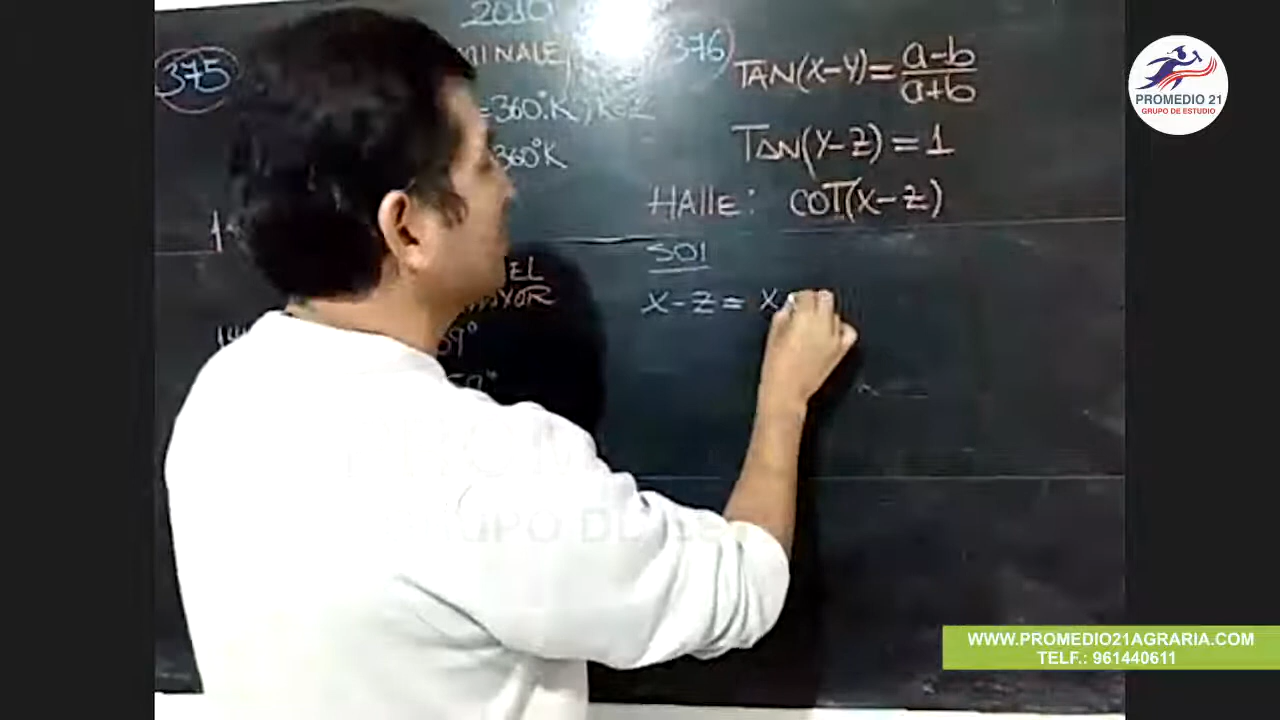 2010
375
MINALE
=360°.K; K=Z
360°K
EL
09°
376) TAN(X-Y)=a-b/a+b
TAN(Y-Z)=1
HAllE: COT(X-Z)
SOl
X-Z=X
PROMEDIO 21
GRUPO DE ESTUDIO
WWW.PROMEDIO21AGRARIA.COM
TELF.: 961440611